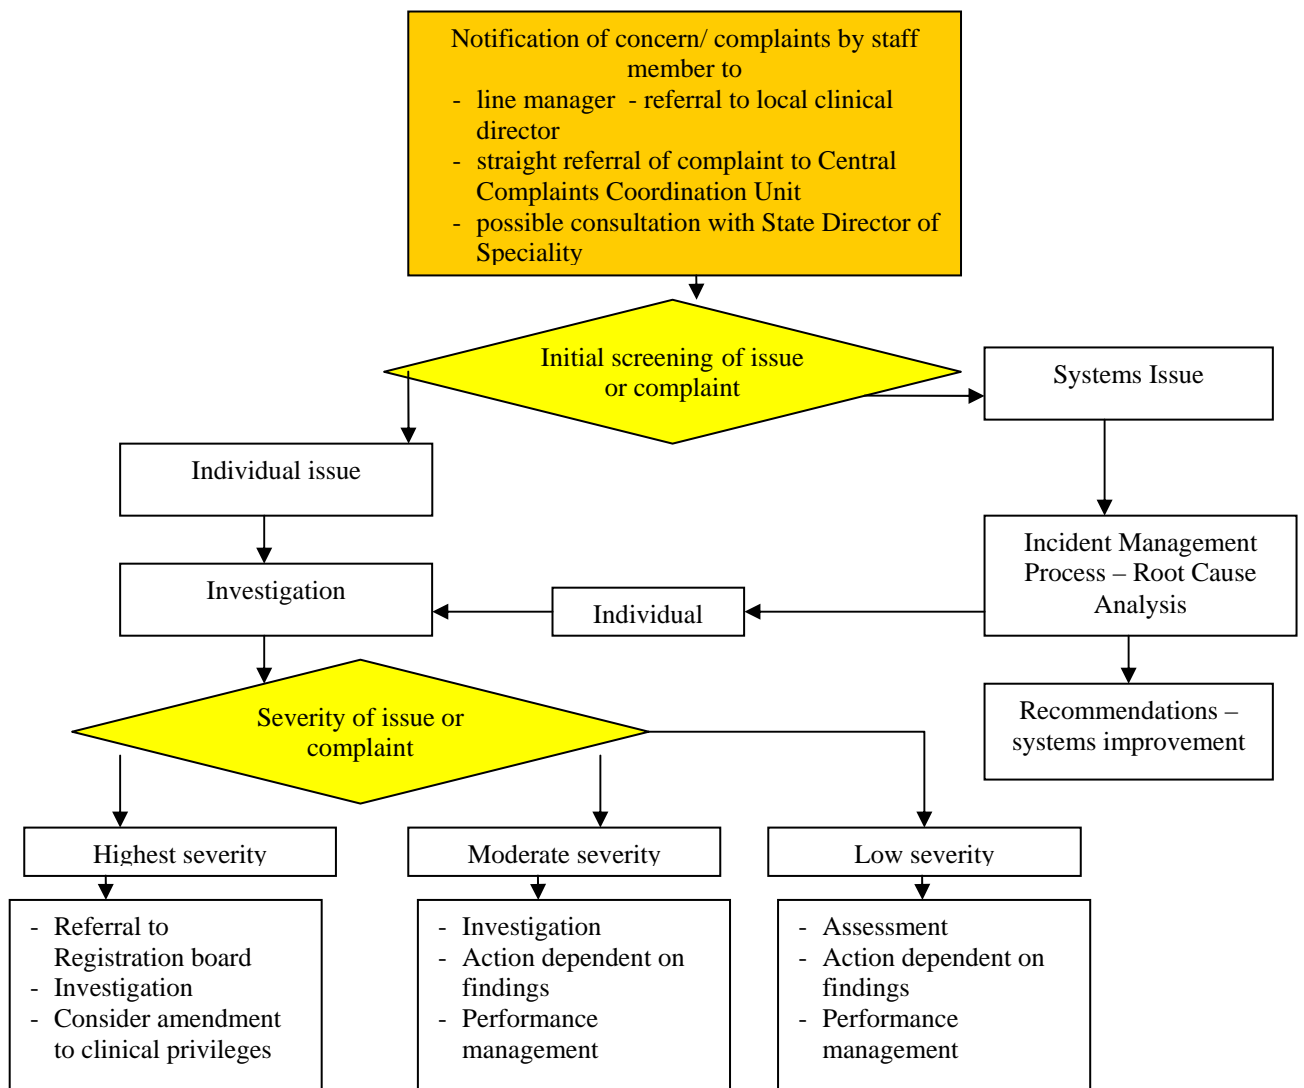 Notification of concern/ complaints by staff
member to
- line manager - referral to local clinical
director
- straight referral of complaint to Central
Complaints Coordination Unit
- possible consultation with State Director of
Speciality
Initial screening of issue
or complaint
Systems Issue
Individual issue
Incident Management
Process – Root Cause
Analysis
Investigation
Individual
Recommendations –
systems improvement
Severity of issue or
complaint
Highest severity
Moderate severity
Low severity
- Referral to
Registration board
- Investigation
- Consider amendment
to clinical privileges
- Investigation
- Action dependent on
findings
- Performance
management
- Assessment
- Action dependent on
findings
- Performance
management